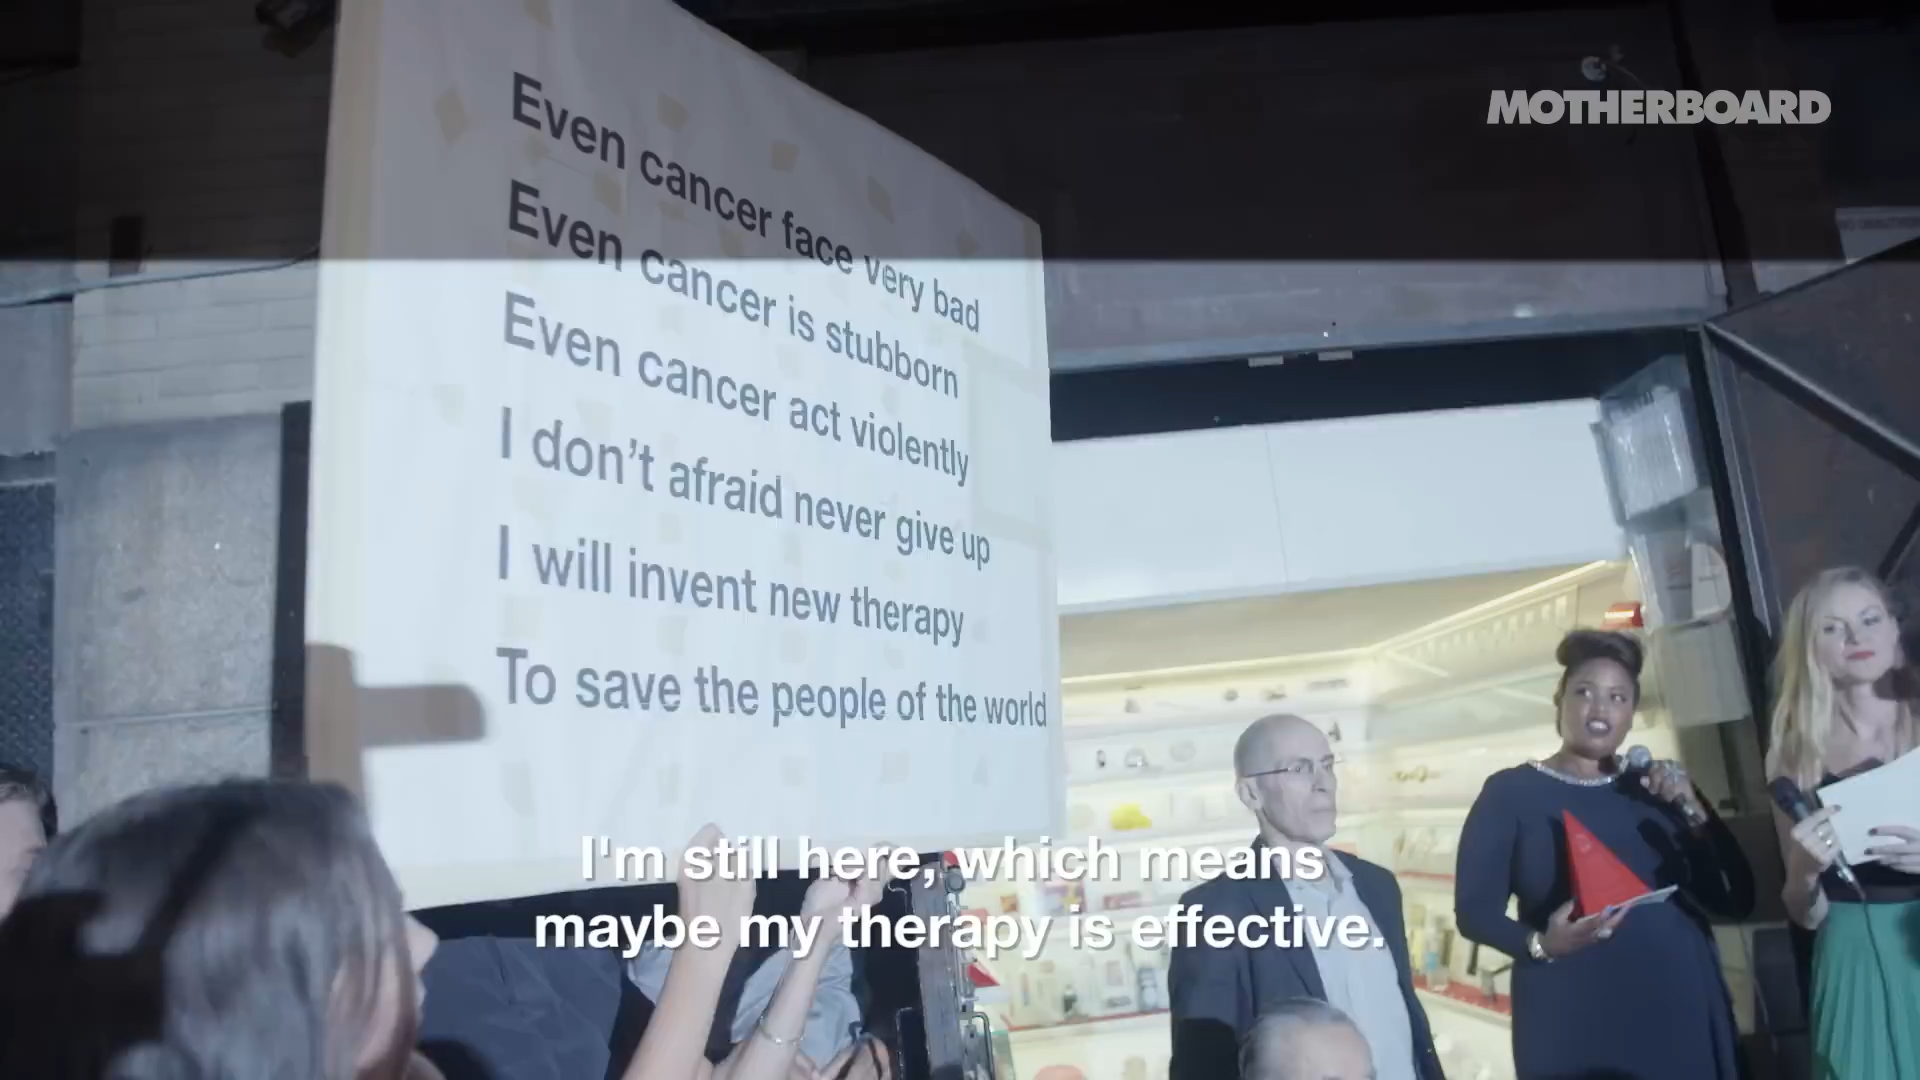 MOTHERBOARD
Even cancer face very bad
Even cancer is stubborn
Even cancer act violently
I don't afraid never give up
I will invent new therapy
To save the people of the world
I'm still here, which means
maybe my therapy is effective.